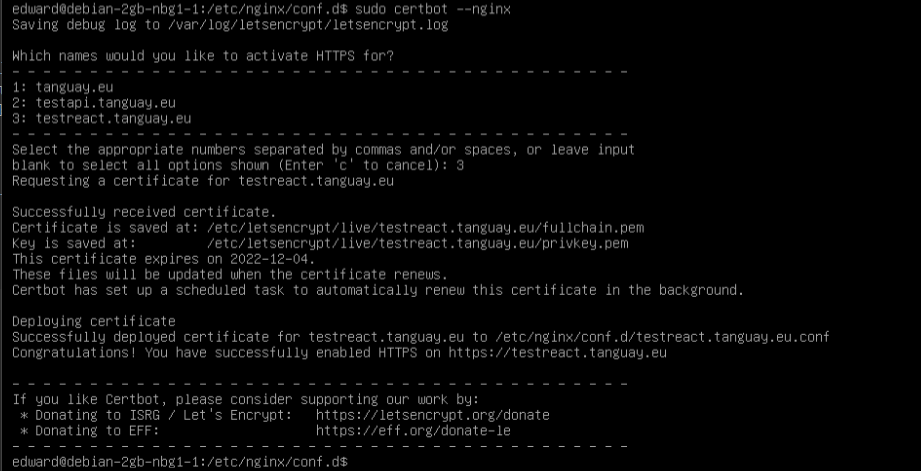 edward@debian-2gb-nbg1-1:/etc/nginx/conf.d$ sudo certbot --nginx
Saving debug log to /var/log/letsencrypt/letsencrypt.log
Which names would you like to activate HTTPS for?
- - - - - - - - - - - - - - - - - - - - - - - - - - - - - - - - - - - - - - - -
1: tanguay.eu
2: testapi.tanguay.eu
3: testreact.tanguay.eu
- - - - - - - - - - - - - - - - - - - - - - - - - - - - - - - - - - - - - - - -
Select the appropriate numbers separated by commas and/or spaces, or leave input
blank to select all options shown (Enter 'c' to cancel): 3
Requesting a certificate for testreact.tanguay.eu
Successfully received certificate.
Certificate is saved at: /etc/letsencrypt/live/testreact.tanguay.eu/fullchain.pem
Key is saved at:         /etc/letsencrypt/live/testreact.tanguay.eu/privkey.pem
This certificate expires on 2022-12-04.
These files will be updated when the certificate renews.
Certbot has set up a scheduled task to automatically renew this certificate in the background.
Deploying certificate
Successfully deployed certificate for testreact.tanguay.eu to /etc/nginx/conf.d/testreact.tanguay.eu.conf
Congratulations! You have successfully enabled HTTPS on https://testreact.tanguay.eu
- - - - - - - - - - - - - - - - - - - - - - - - - - - - - - - - - - - - - - - -
If you like Certbot, please consider supporting our work by:
 * Donating to ISRG / Let's Encrypt:   https://letsencrypt.org/donate
 * Donating to EFF:                    https://eff.org/donate-le
- - - - - - - - - - - - - - - - - - - - - - - - - - - - - - - - - - - - - - - -
edward@debian-2gb-nbg1-1:/etc/nginx/conf.d$